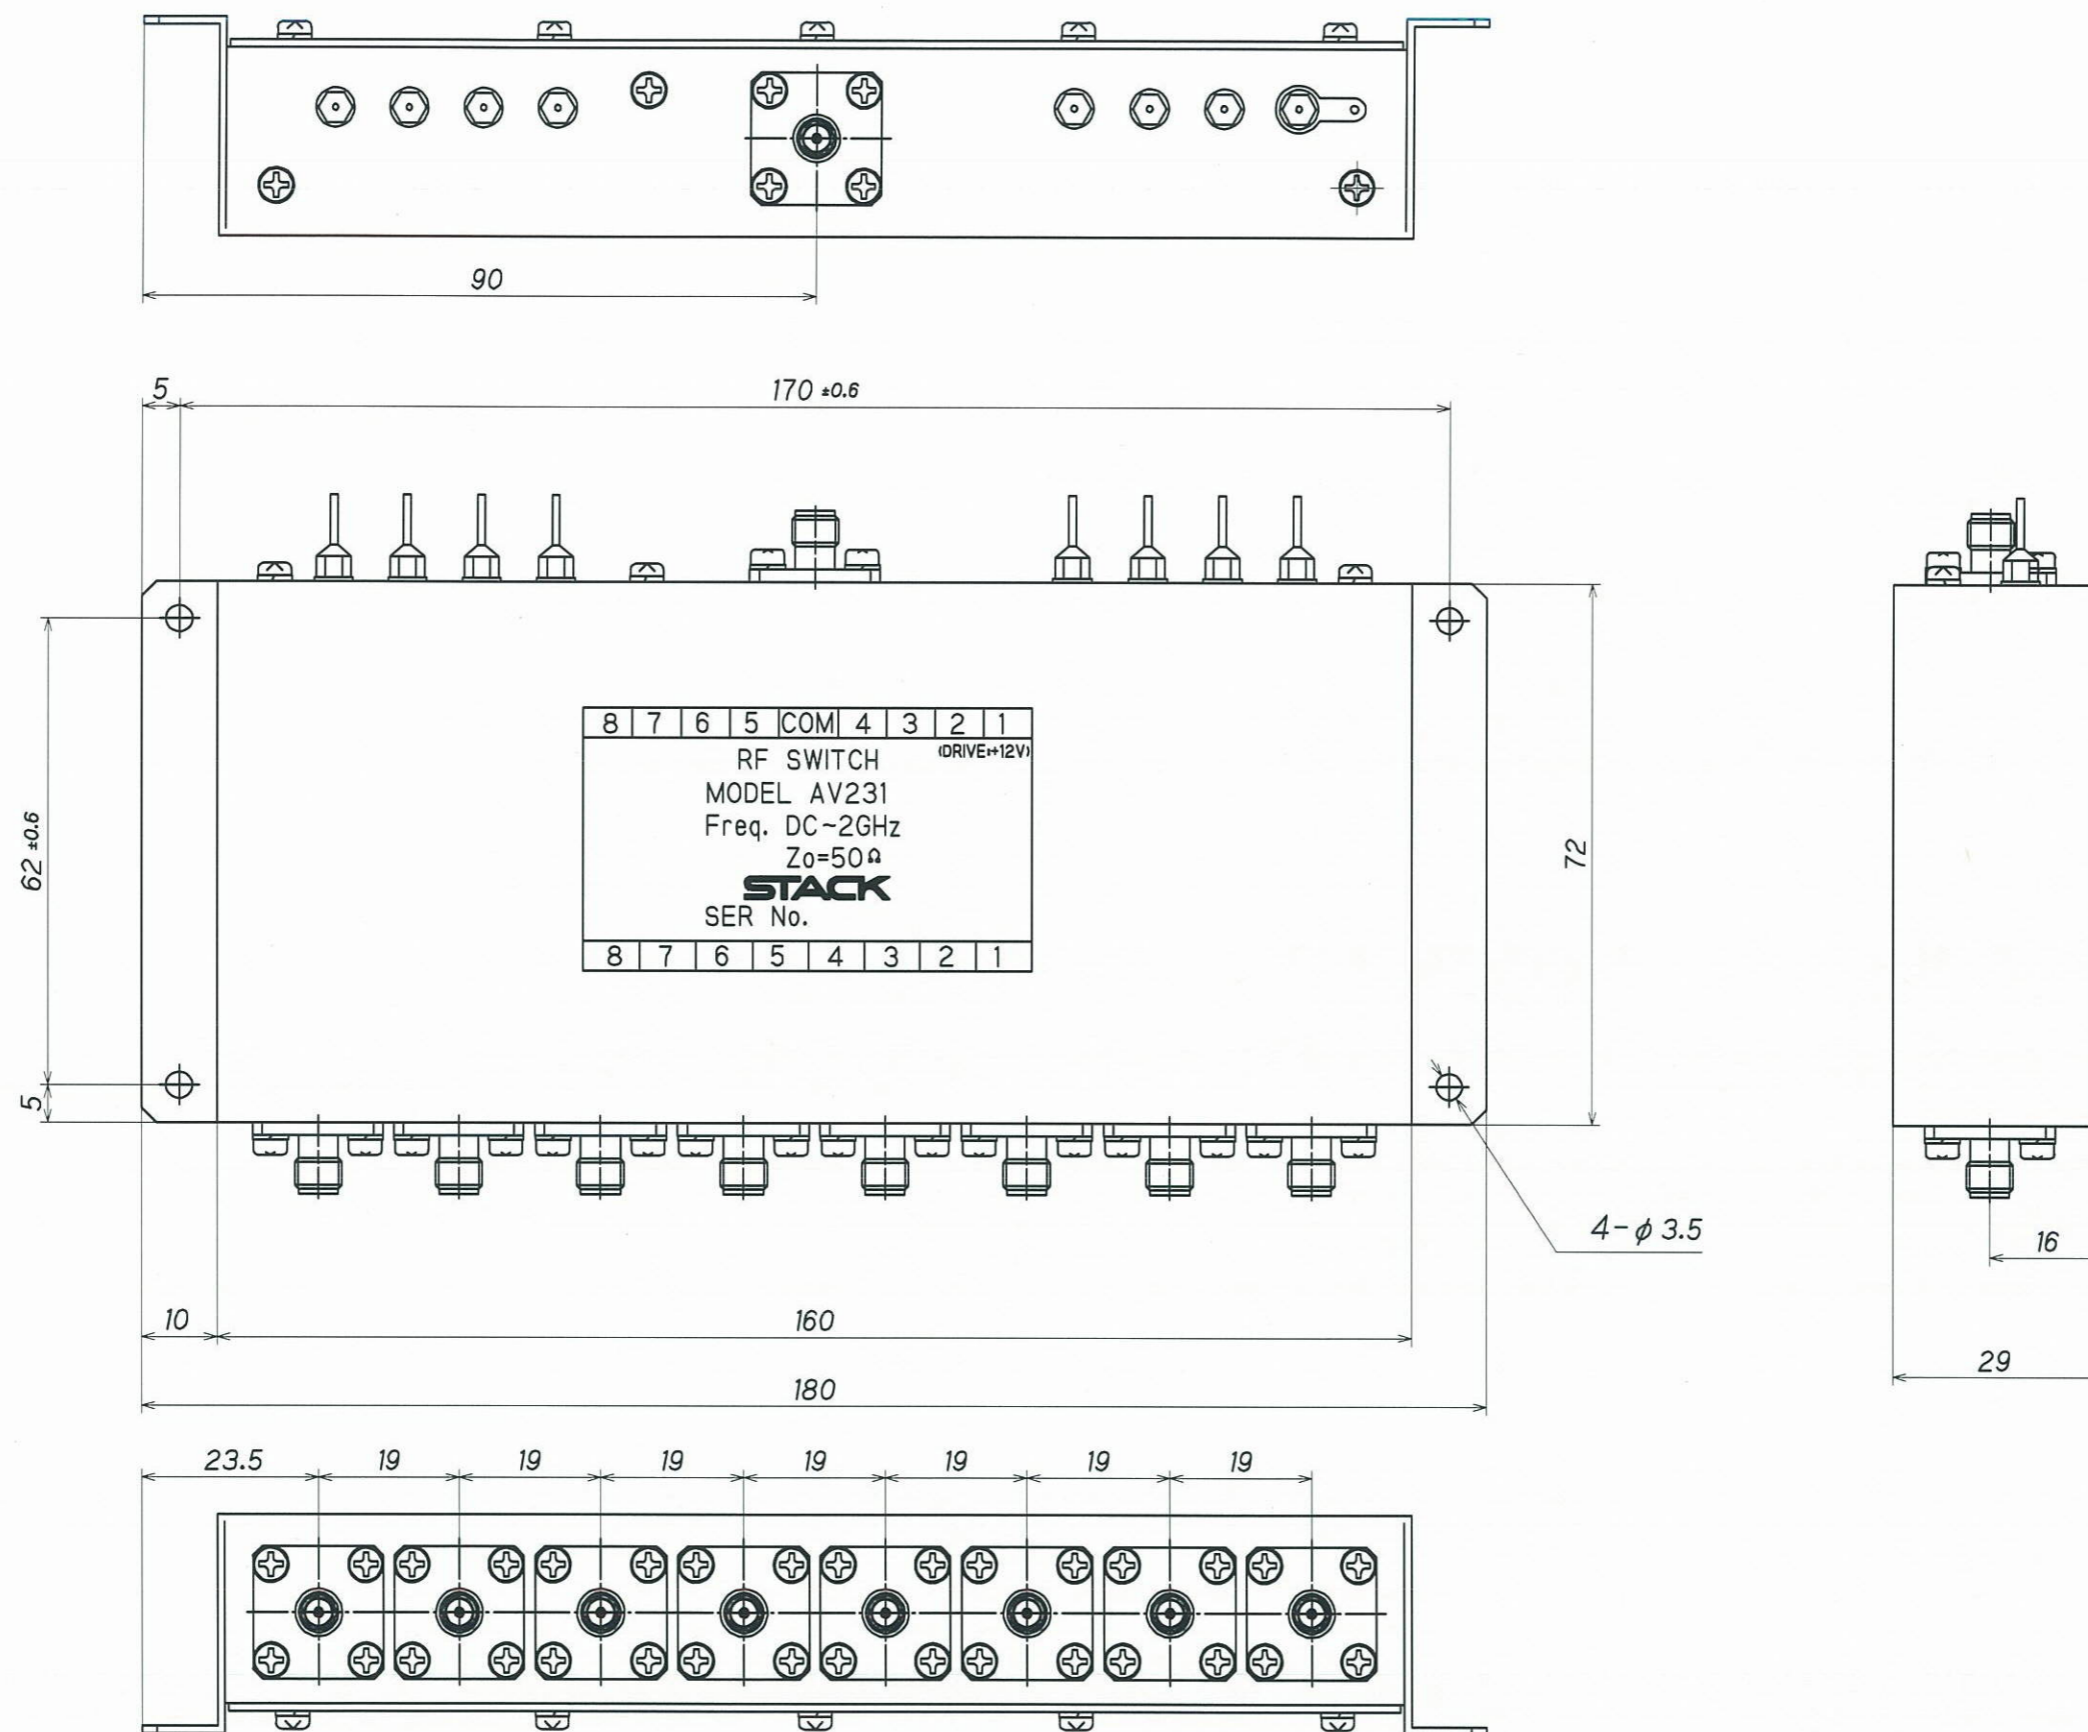 90
5
170 ±0.6
8 7 6 5 COM 4 3 2 1
(DRIVE:+12V)
RF SWITCH
MODEL AV231
Freq. DC~2GHz
Zo=50Ω
STACK
SER No.
8 7 6 5 4 3 2 1
62 ±0.6
5
72
4-φ 3.5
16
10
160
29
180
23.5 19 19 19 19 19 19 19